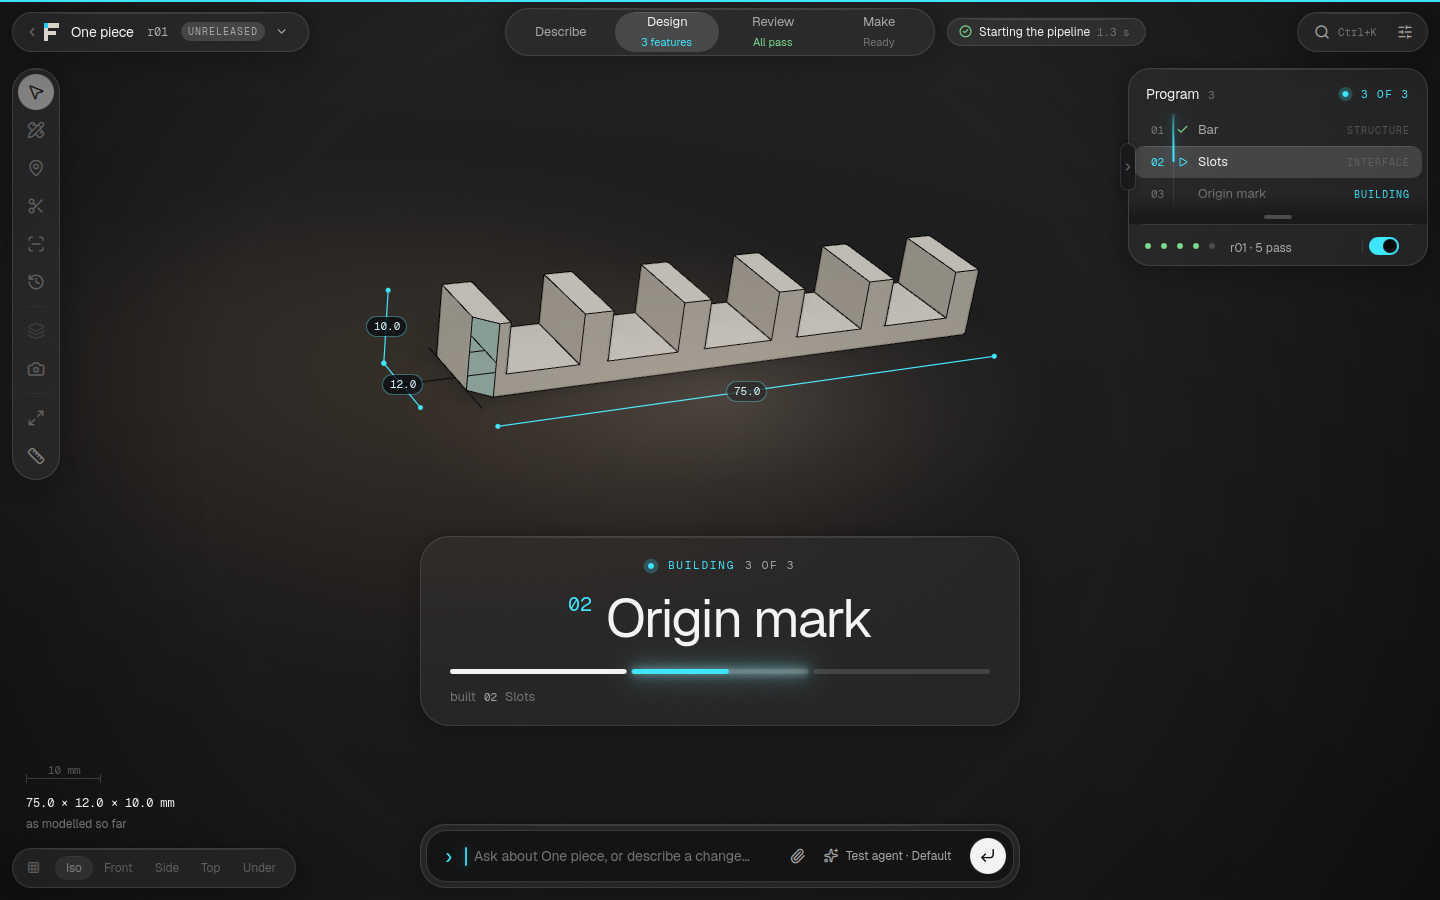 One piece r01 UNRELEASED
Describe
Design
3 features
Review
All pass
Make
Ready
Starting the pipeline 1.3 s
Ctrl+K
Program 3
3 OF 3
01 Bar STRUCTURE
02 Slots INTERFACE
03 Origin mark BUILDING
r01 · 5 pass
10.0
12.0
75.0
BUILDING 3 OF 3
02 Origin mark
built 02 Slots
10 mm
75.0 × 12.0 × 10.0 mm
as modelled so far
Iso Front Side Top Under
Ask about One piece, or describe a change…
Test agent · Default